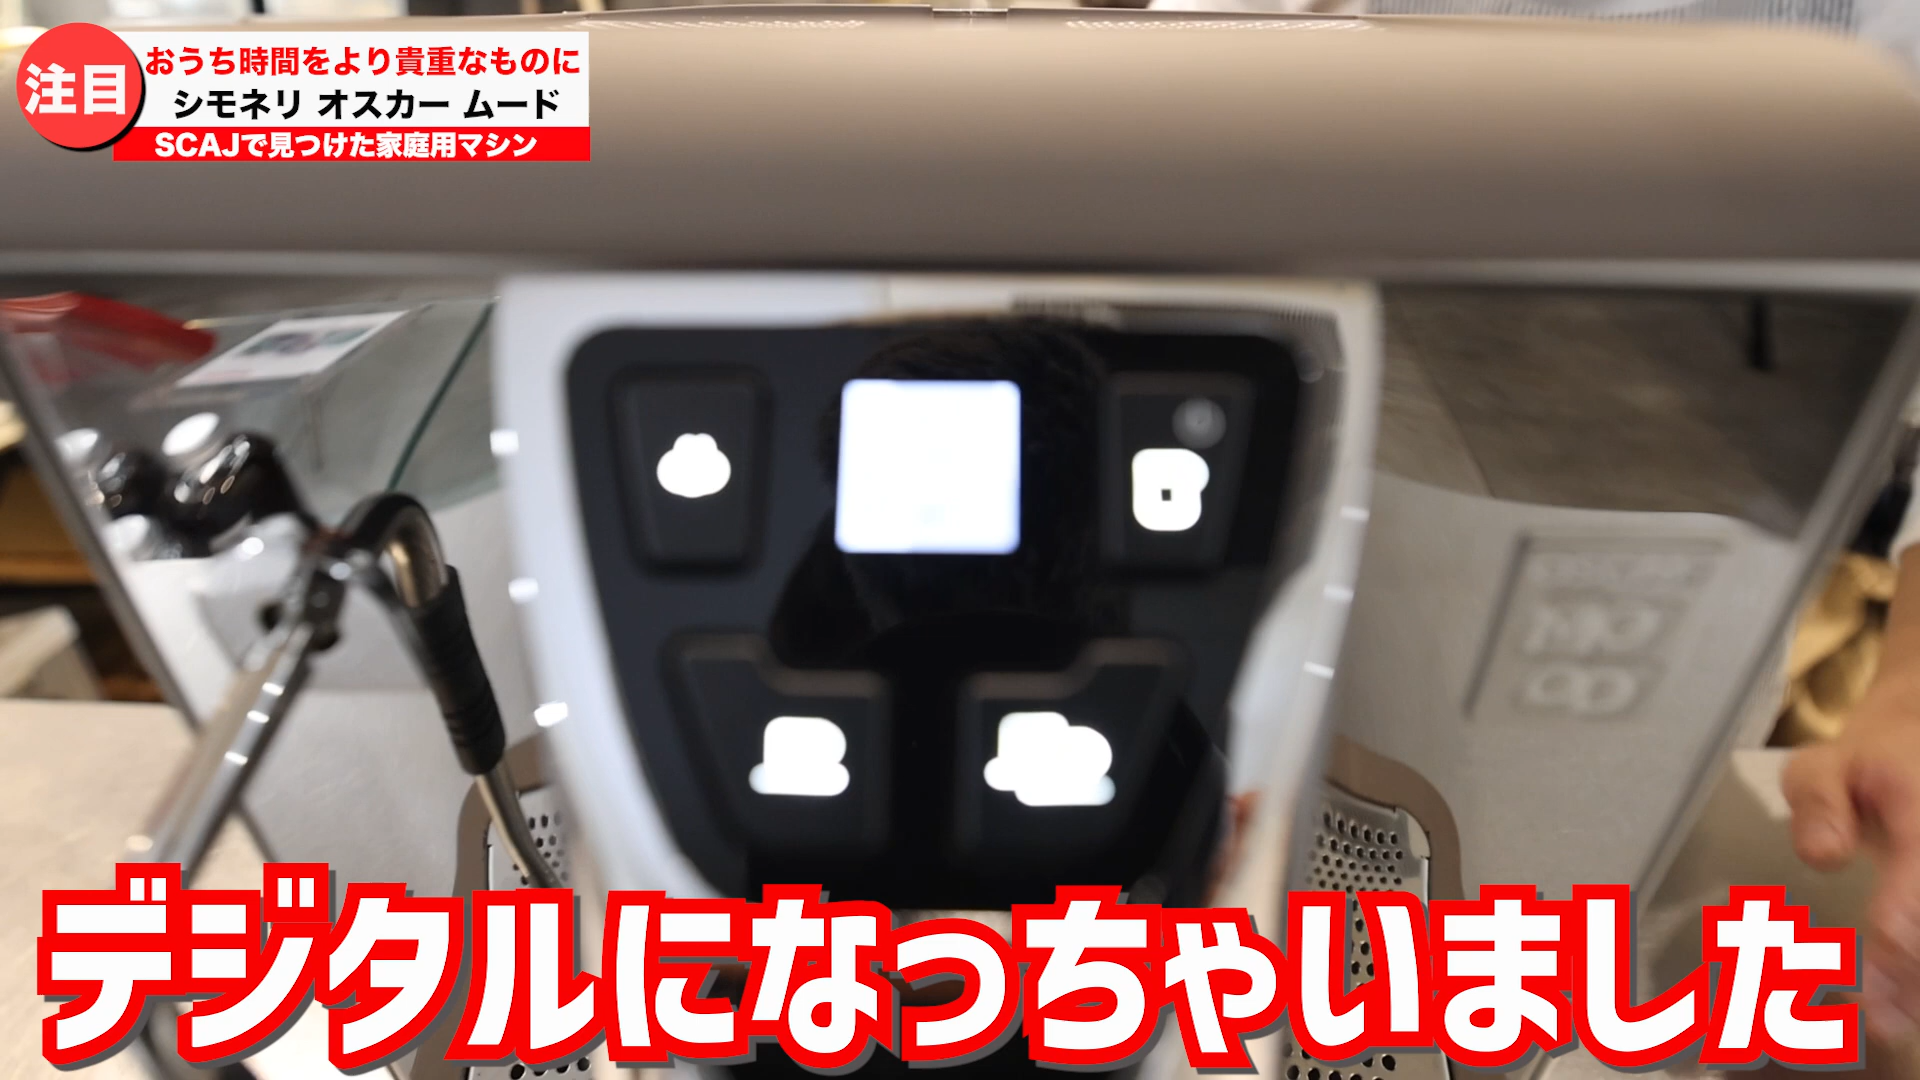 注目
おうち時間をより貴重なものに
シモネリ オスカー ムード
SCAJで見つけた家庭用マシン
デジタルになっちゃいました